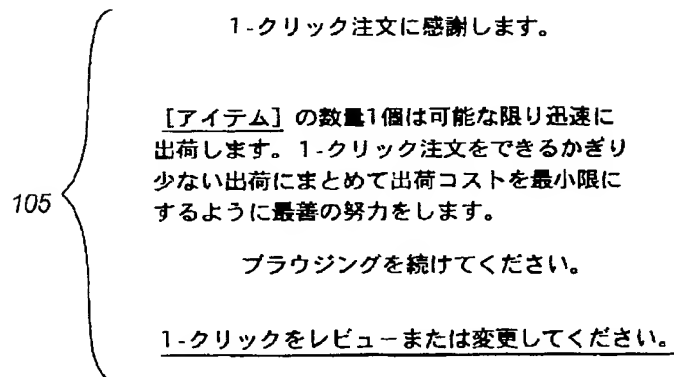 1-クリック注文に感謝します。
[アイテム] の数量1個は可能な限り迅速に
出荷します。1-クリック注文をできるかぎり
少ない出荷にまとめて出荷コストを最小限に
105
するように最善の努力をします。
ブラウジングを続けてください。
1-クリックをレビューまたは変更してください。